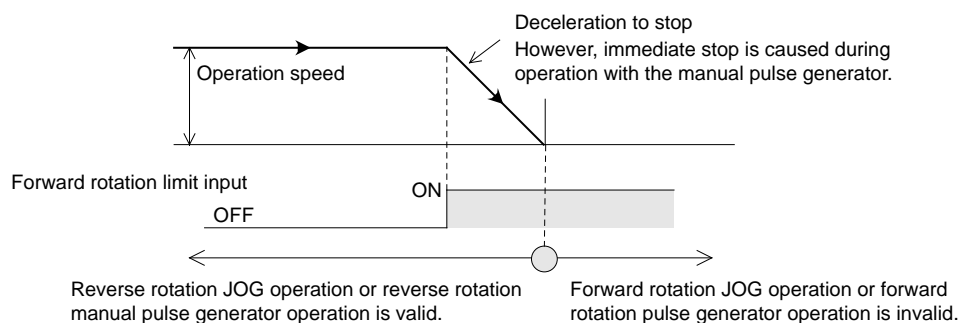 Deceleration to stop
However, immediate stop is caused during
operation with the manual pulse generator.
Operation speed
Forward rotation limit input
ON
OFF
Reverse rotation JOG operation or reverse rotation
manual pulse generator operation is valid.
Forward rotation JOG operation or forward
rotation pulse generator operation is invalid.